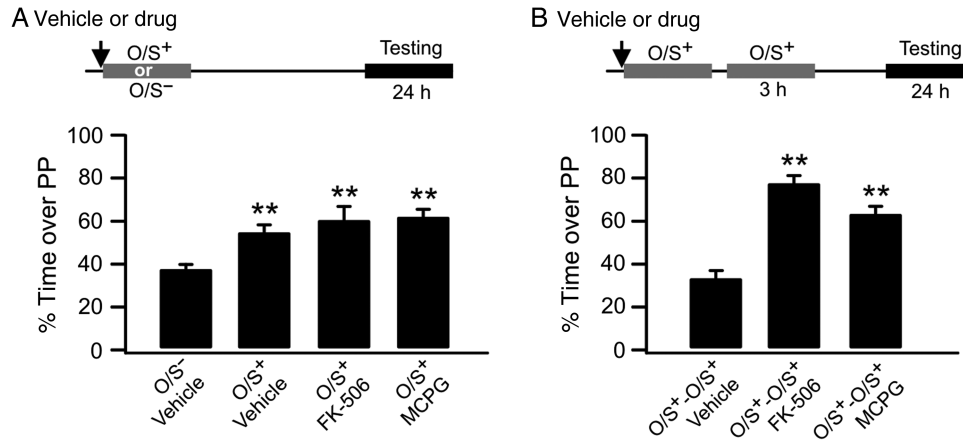 A Vehicle or drug
O/S+
or
O/S−
Testing
24 h
% Time over PP
100
80
60
40
20
0
**
**
**
O/S−
Vehicle
O/S+
Vehicle
O/S+
FK-506
O/S+
MCPG
B Vehicle or drug
O/S+
O/S+
3 h
Testing
24 h
% Time over PP
100
80
60
40
20
0
**
**
O/S+-O/S+
Vehicle
O/S+-O/S+
FK-506
O/S+-O/S+
MCPG